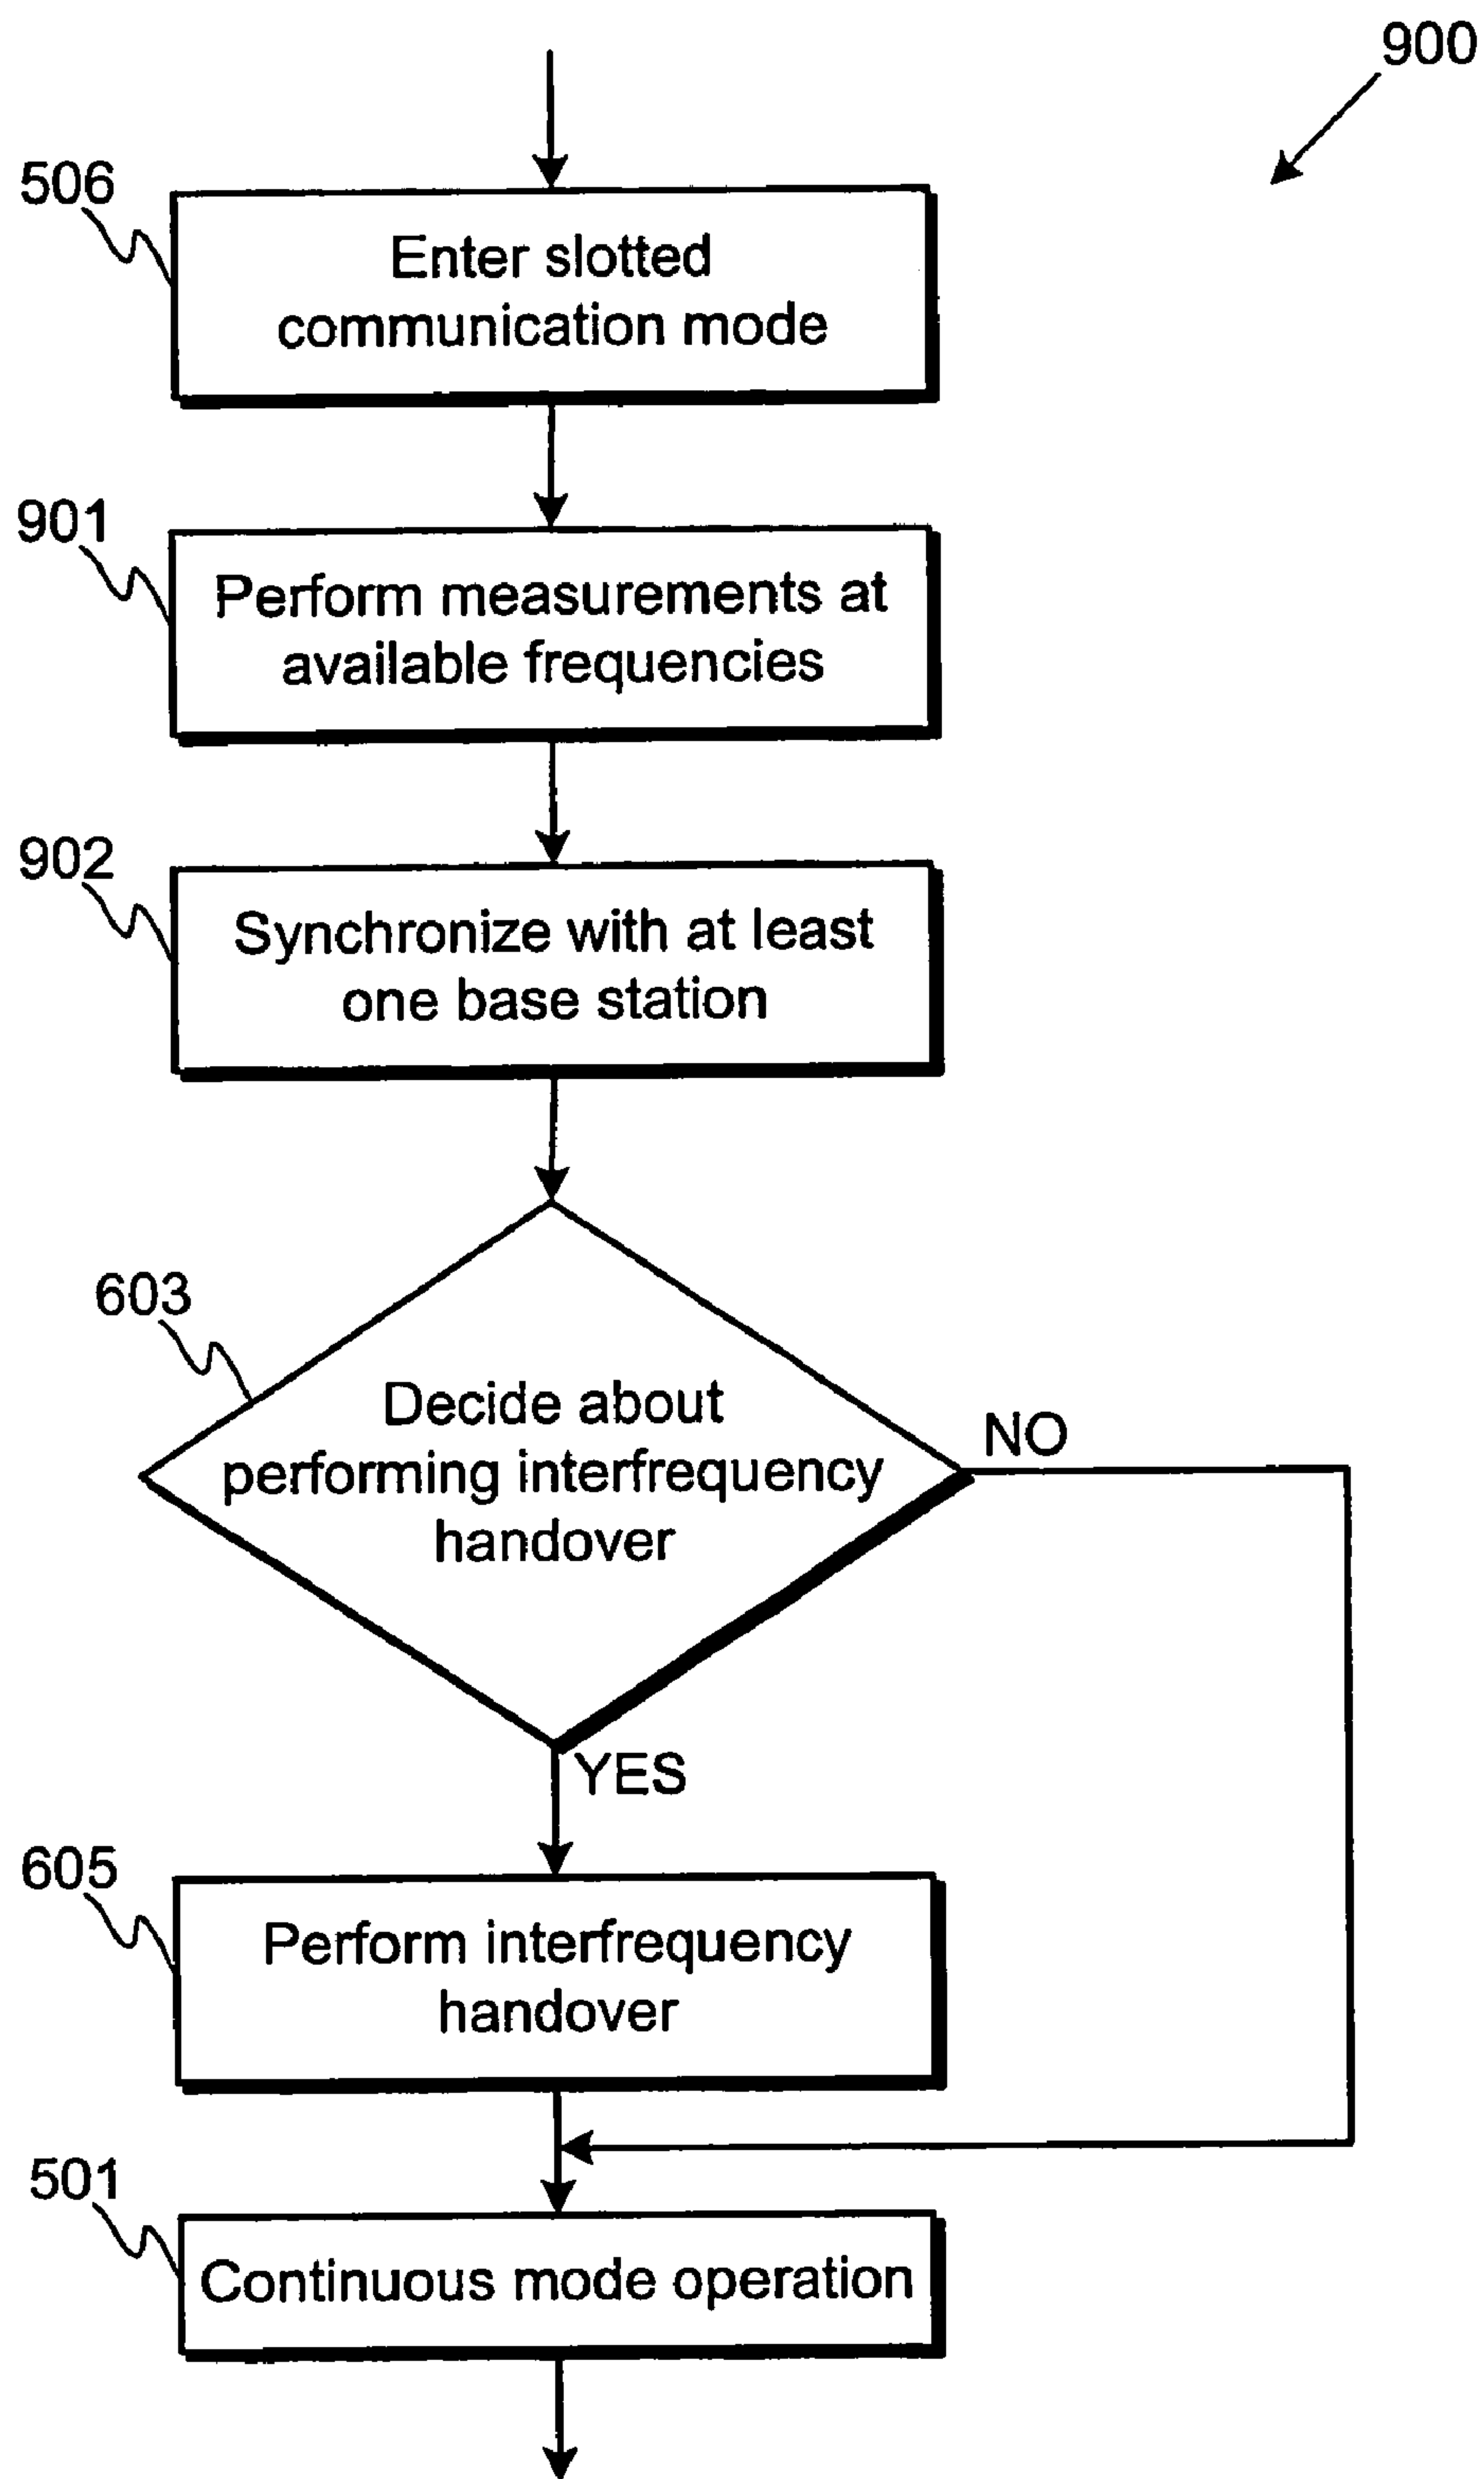 900
506
Enter slotted
communication mode
901
Perform measurements at
available frequencies
902
Synchronize with at least
one base station
603
Decide about
performing interfrequency
handover
NO
YES
605
Perform interfrequency
handover
501
Continuous mode operation